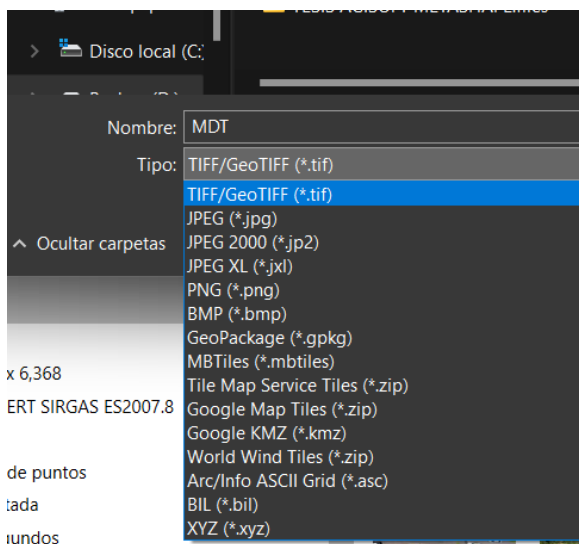 Disco local (C:)
Nombre: MDT
Tipo: TIFF/GeoTIFF (*.tif)
TIFF/GeoTIFF (*.tif)
JPEG (*.jpg)
JPEG 2000 (*.jp2)
JPEG XL (*.jxl)
PNG (*.png)
BMP (*.bmp)
GeoPackage (*.gpkg)
MBTiles (*.mbtiles)
Tile Map Service Tiles (*.zip)
Google Map Tiles (*.zip)
Google KMZ (*.kmz)
World Wind Tiles (*.zip)
Arc/Info ASCII Grid (*.asc)
BIL (*.bil)
XYZ (*.xyz)
Ocultar carpetas
x 6,368
ERT SIRGAS ES2007.8
de puntos
tada
undos